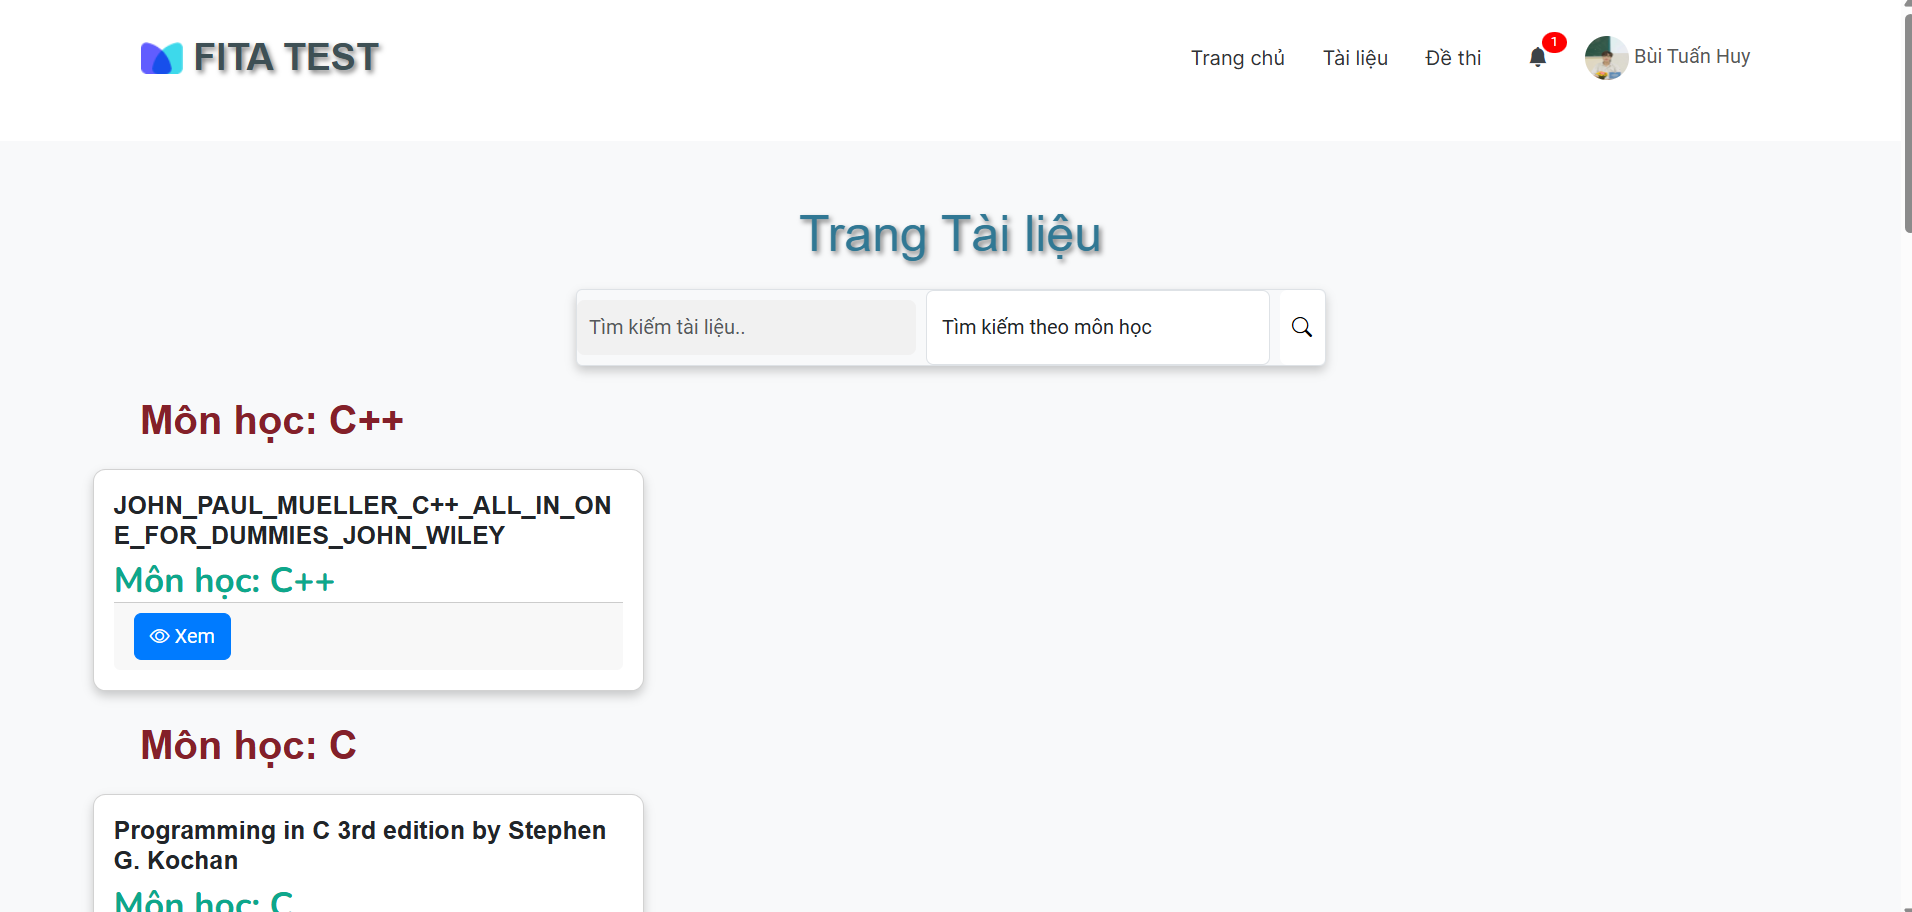 FITA TEST
Trang chủ
Tài liệu
Đề thi
1
Bùi Tuấn Huy
Trang Tài liệu
Tìm kiếm tài liệu..
Tìm kiếm theo môn học
Môn học: C++
JOHN_PAUL_MUELLER_C++_ALL_IN_ON
E_FOR_DUMMIES_JOHN_WILEY
Môn học: C++
Xem
Môn học: C
Programming in C 3rd edition by Stephen
G. Kochan
Môn học: C